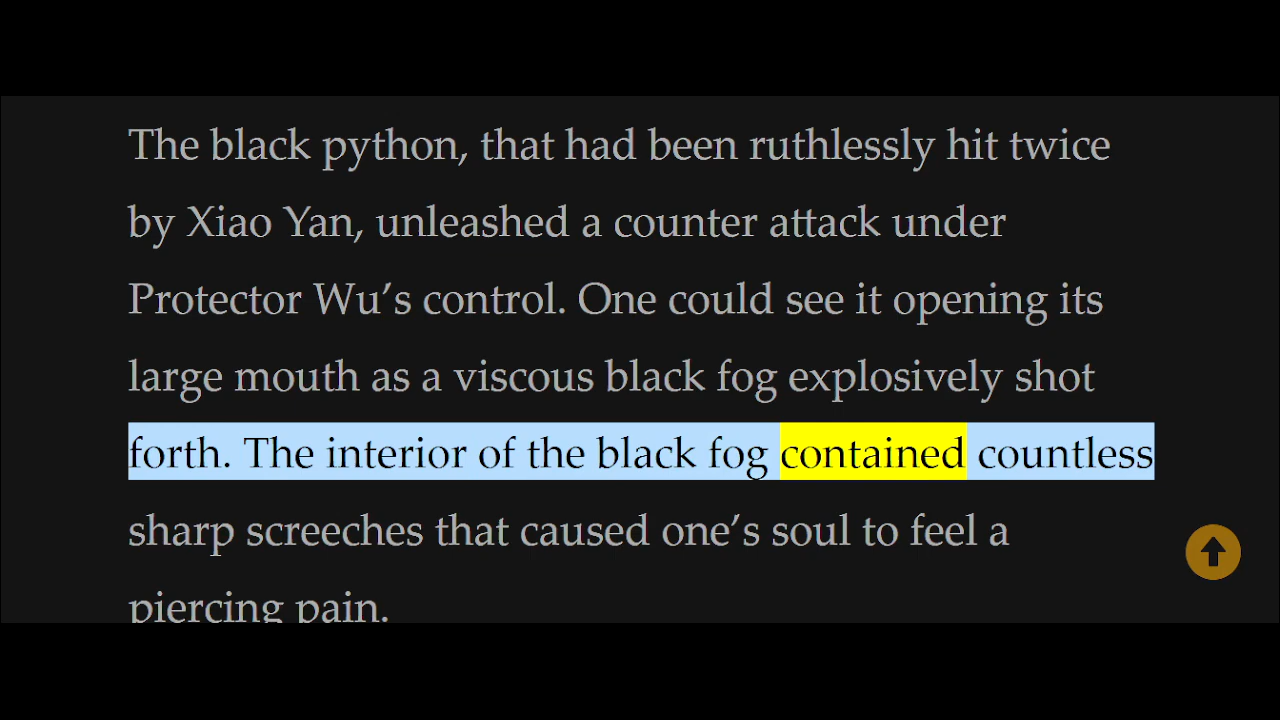 The black python, that had been ruthlessly hit twice
by Xiao Yan, unleashed a counter attack under
Protector Wu’s control. One could see it opening its
large mouth as a viscous black fog explosively shot
forth. The interior of the black fog contained countless
sharp screeches that caused one’s soul to feel a
piercing pain.